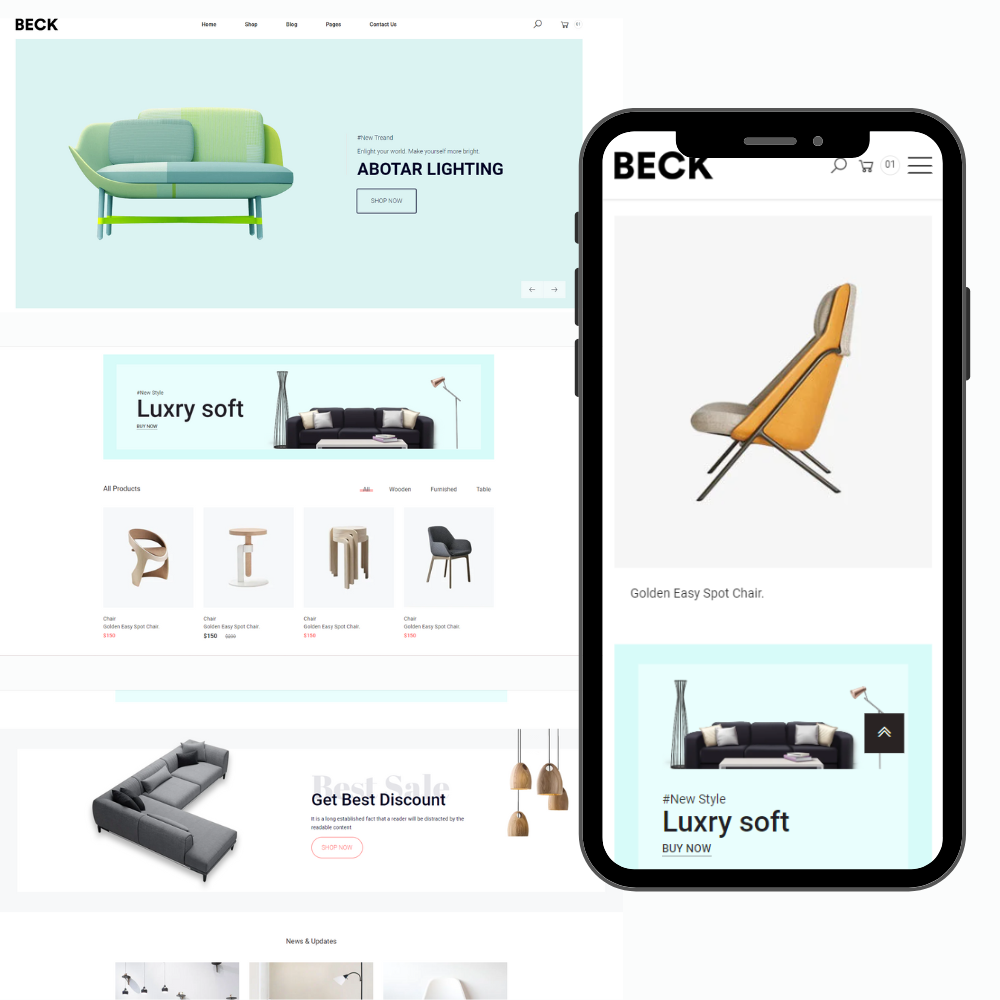 BECK
Home Shop Blog Pages Contact Us 01
#New Treand
Enlight your world. Make yourself more bright.
ABOTAR LIGHTING
SHOP NOW
#New Style
Luxry soft
BUY NOW
All Products All Wooden Furnished Table
Chair
Golden Easy Spot Chair.
$150
Chair
Golden Easy Spot Chair.
$150 $200
Chair
Golden Easy Spot Chair.
$150
Chair
Golden Easy Spot Chair.
$150
Best Sale
Get Best Discount
It is a long established fact that a reader will be distracted by the
readable content
SHOP NOW
News & Updates
BECK 01
Golden Easy Spot Chair.
#New Style
Luxry soft
BUY NOW